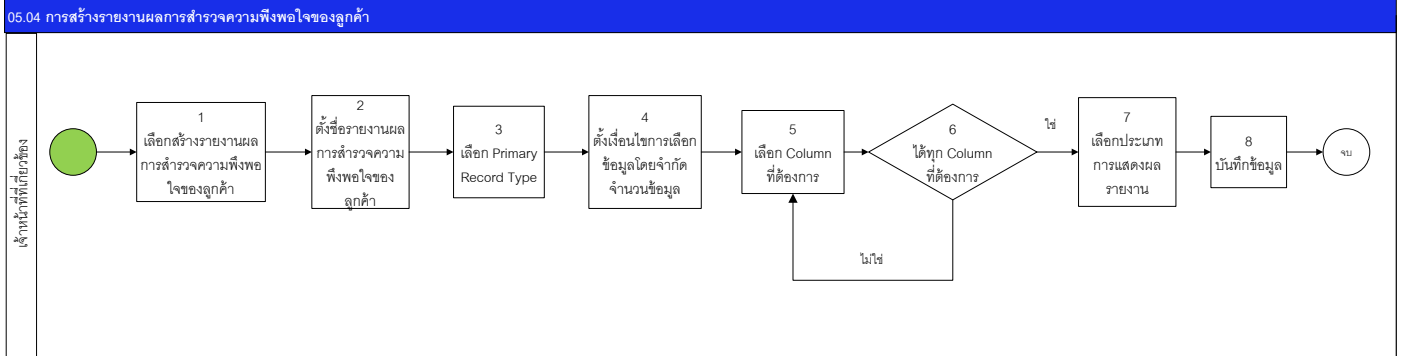 05.04 การสร้างรายงานผลการสำรวจความพึงพอใจของลูกค้า
เจ้าหน้าที่ที่เกี่ยวข้อง
1
เลือกสร้างรายงานผล
การสำรวจความพึงพอ
ใจของลูกค้า
2
ตั้งชื่อรายงานผล
การสำรวจความ
พึงพอใจของ
ลูกค้า
3
เลือก Primary
Record Type
4
ตั้งเงื่อนไขการเลือก
ข้อมูลโดยจำกัด
จำนวนข้อมูล
5
เลือก Column
ที่ต้องการ
6
ได้ทุก Column
ที่ต้องการ
ใช่
ไม่ใช่
7
เลือกประเภท
การแสดงผล
รายงาน
8
บันทึกข้อมูล
จบ